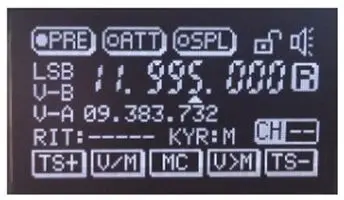 PRE ATT SPL
LSB 11.995.000 R
V-B
V-A 09.383.732
RIT:----- KYR:M CH--
TS+ V/M MC V>M TS-